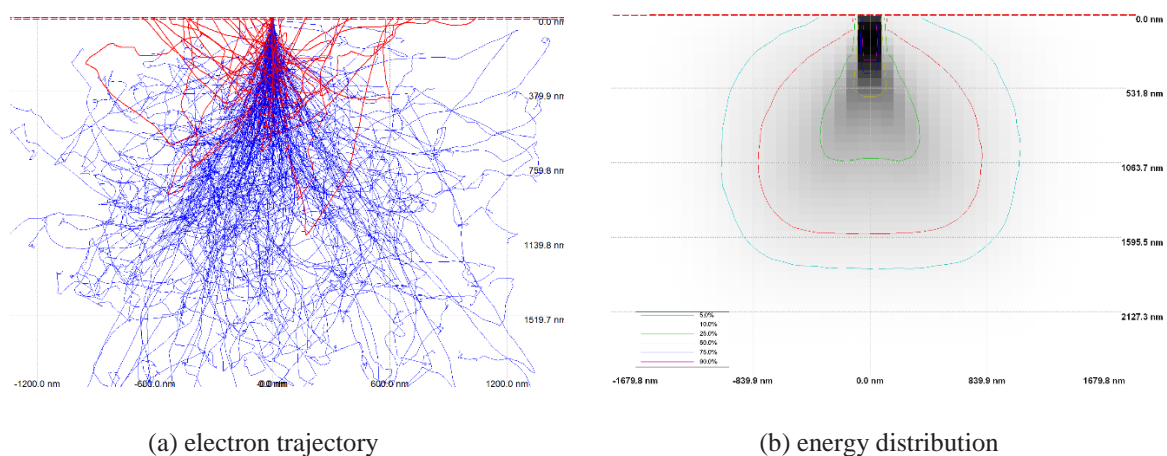 0.0 nm
379.9 nm
759.8 nm
1139.8 nm
1519.7 nm
-1200.0 nm
-600.0 nm
600.0 nm
1200.0 nm
0.0 nm
531.8 nm
1063.7 nm
1595.5 nm
2127.3 nm
5.0%
10.0%
25.0%
50.0%
75.0%
90.0%
-1679.8 nm
-839.9 nm
0.0 nm
839.9 nm
1679.8 nm
(a) electron trajectory
(b) energy distribution